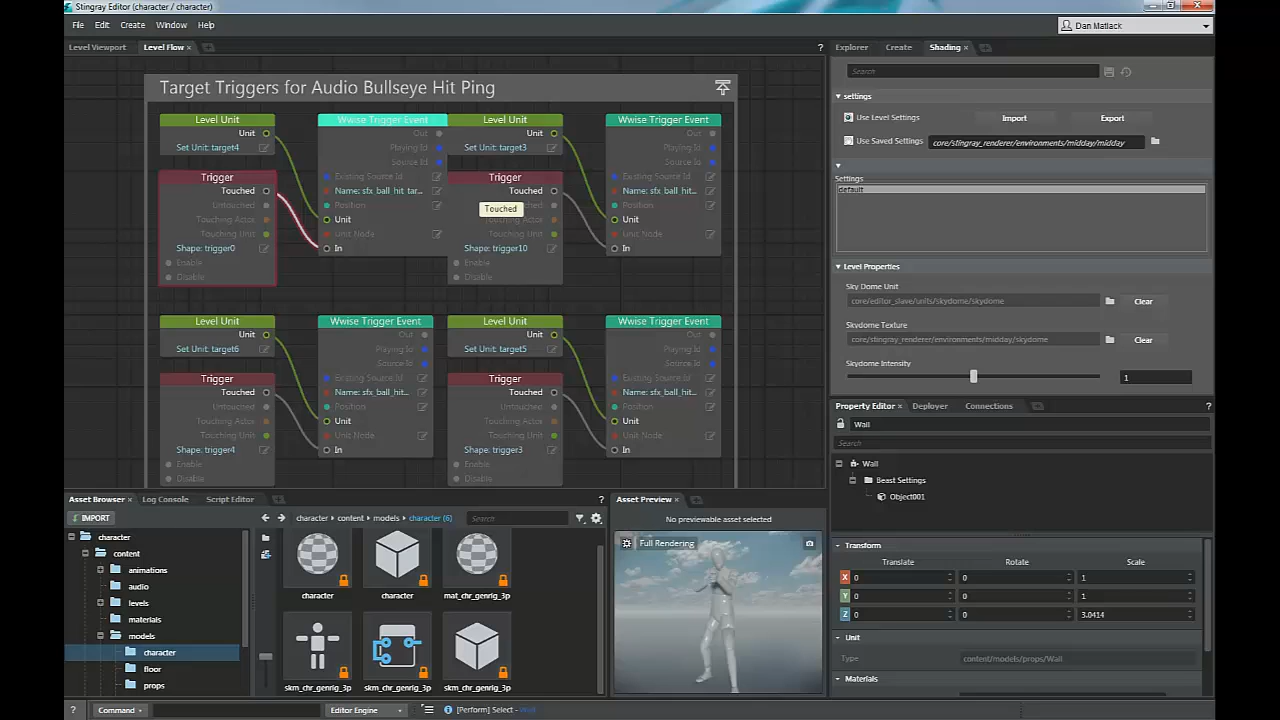 Stingray Editor (character / character)
File Edit Create Window Help
Dan Matlack
Level Viewport Level Flow
?
Explorer Create Shading
Target Triggers for Audio Bullseye Hit Ping
Search
settings
Use Level Settings Import Export
Use Saved Settings core/stingray_renderer/environments/midday/midday
Settings
default
Level Unit
Unit
Set Unit: target4
Wwise Trigger Event
Out
Playing Id
Source Id
Existing Source Id
Name: sfx_ball_hit tar...
Position
Unit
Unit Node
In
Level Unit
Unit
Set Unit: target3
Wwise Trigger Event
Out
Playing Id
Source Id
Existing Source Id
Name: sfx_ball_hit...
Position
Unit
Unit Node
In
Trigger
Touched
Untouched
Touching Actor
Touching Unit
Shape: trigger0
Enable
Disable
Trigger
Touched
Touched
Touching Actor
Touching Unit
Shape: trigger10
Enable
Disable
Level Unit
Unit
Set Unit: target6
Wwise Trigger Event
Out
Playing Id
Source Id
Existing Source Id
Name: sfx_ball_hit...
Position
Unit
Unit Node
In
Level Unit
Unit
Set Unit: target5
Wwise Trigger Event
Out
Playing Id
Source Id
Existing Source Id
Name: sfx_ball_hit...
Position
Unit
Unit Node
In
Trigger
Touched
Untouched
Touching Actor
Touching Unit
Shape: trigger4
Enable
Disable
Trigger
Touched
Untouched
Touching Actor
Touching Unit
Shape: trigger3
Enable
Disable
Level Properties
Sky Dome Unit
core/editor_slave/units/skydome/skydome Clear
Skydome Texture
core/stingray_renderer/environments/midday/skydome Clear
Skydome Intensity
1
Property Editor Deployer Connections ?
Wall
Search
Wall
Beast Settings
Object001
Transform
Translate Rotate Scale
X 0 0 1
Y 0 0 1
Z 0 0 3.0414
Unit
Type content/models/props/Wall
Materials
Asset Browser Log Console Script Editor ?
IMPORT
character content models character (6) Search
character
content
animations
audio
levels
materials
models
character
floor
props
character character mat_chr_genrig_3p
skm_chr_genrig_3p skm_chr_genrig_3p skm_chr_genrig_3p
Asset Preview
No previewable asset selected
Full Rendering
? Command Editor Engine [Perform] Select - Wall